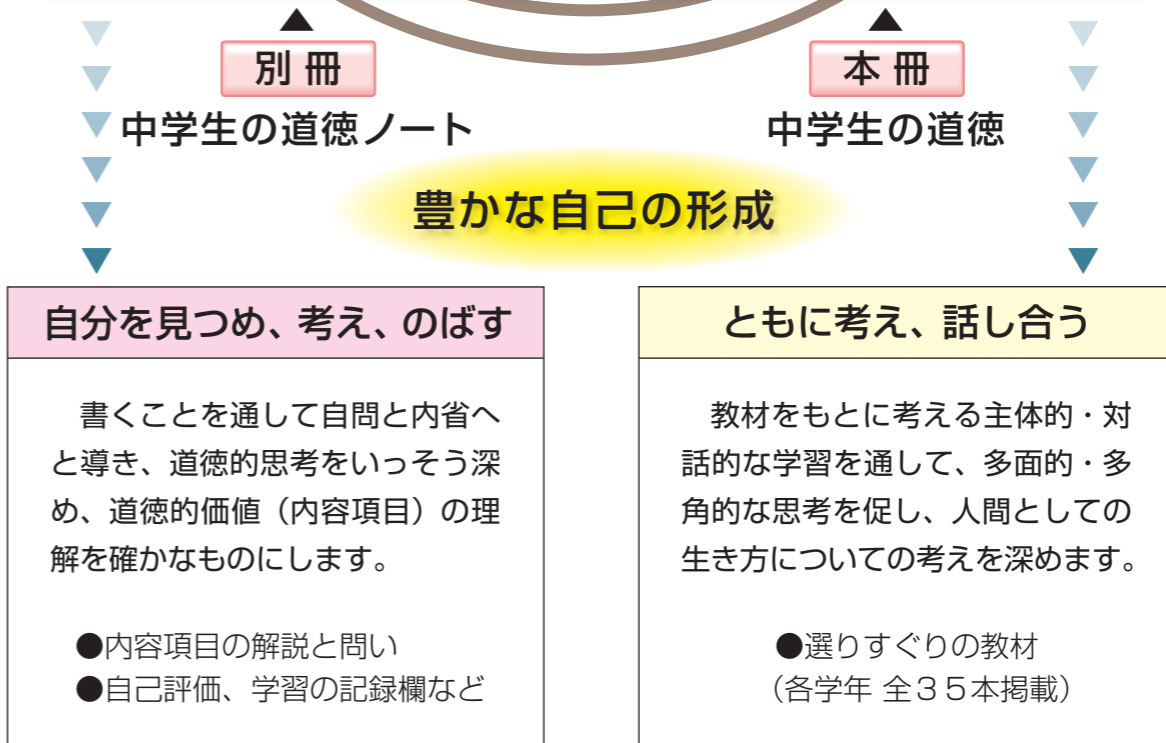 別冊
中学生の道徳ノート
本冊
中学生の道徳
豊かな自己の形成
自分を見つめ、考え、のばす
書くことを通して自問と内省へ
と導き、道徳的思考をいっそう深
め、道徳的価値（内容項目）の理
解を確かなものにします。
●内容項目の解説と問い
●自己評価、学習の記録欄など
ともに考え、話し合う
教材をもとに考える主体的・対
話的な学習を通して、多面的・多
角的な思考を促し、人間としての
生き方についての考えを深めます。
●選りすぐりの教材
（各学年 全３５本掲載）